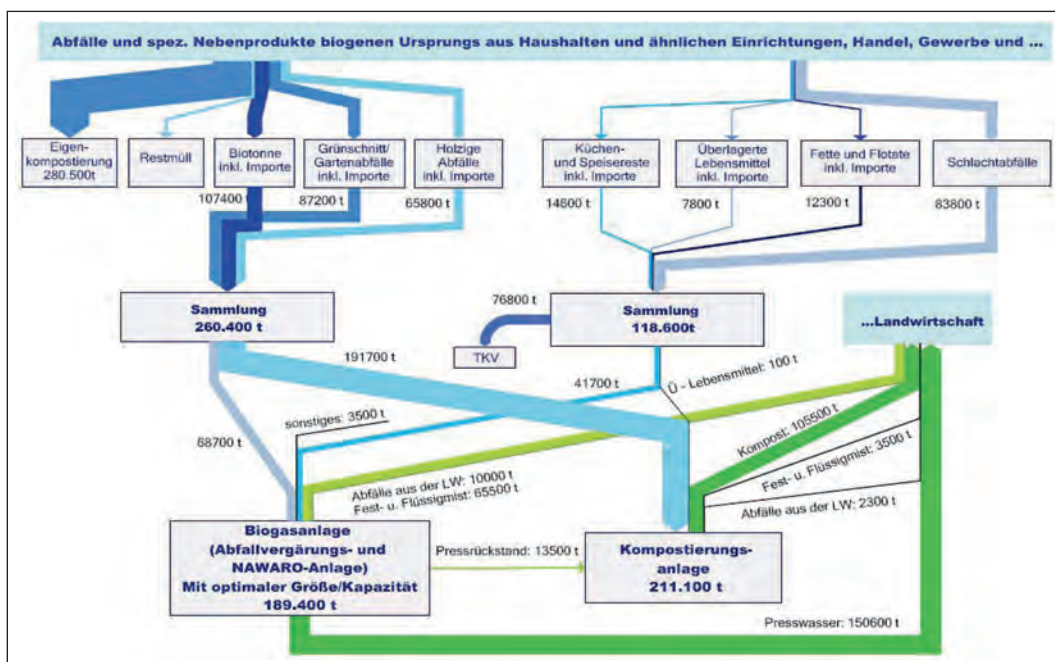 Abfälle und spez. Nebenprodukte biogenen Ursprungs aus Haushalten und ähnlichen Einrichtungen, Handel, Gewerbe und ...
Eigen-
kompostierung
280.500t
Restmüll
Biotonne
inkl. Importe
Grünschnitt/
Gartenabfälle
inkl. Importe
Holzige
Abfälle
inkl. Importe
Küchen-
und Speisereste
inkl. Importe
Überlagerte
Lebensmittel
inkl. Importe
Fette und Flotate
inkl. Importe
Schlachtabfälle
107400 t
87200 t
65800 t
14600 t
7800 t
12300 t
83800 t
Sammlung
260.400 t
76800 t
TKV
Sammlung
118.600t
...Landwirtschaft
191700 t
41700 t
Ü - Lebensmittel: 100 t
sonstiges: 3500 t
68700 t
Kompost: 105500 t
Fest- u. Flüssigmist: 3500 t
Abfälle aus der LW: 10000 t
Fest- u. Flüssigmist: 65500 t
Abfälle aus der LW: 2300 t
Biogasanlage
(Abfallvergärungs- und
NAWARO-Anlage)
Mit optimaler Größe/Kapazität
189.400 t
Pressrückstand: 13500 t
Kompostierungs-
anlage
211.100 t
Presswasser: 150600 t